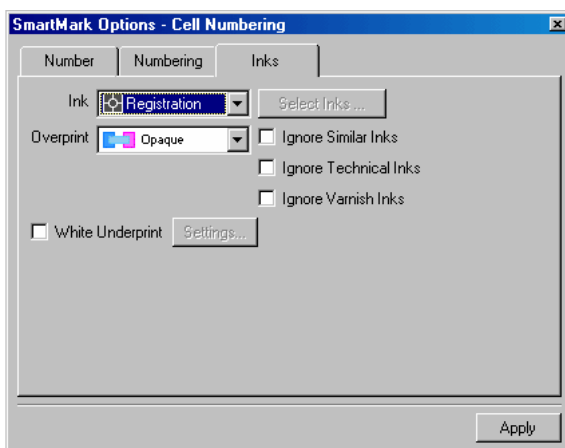 SmartMark Options - Cell Numbering
Number Numbering Inks
Ink Registration Select Inks ...
Overprint Opaque Ignore Similar Inks
Ignore Technical Inks
Ignore Varnish Inks
White Underprint Settings...
Apply